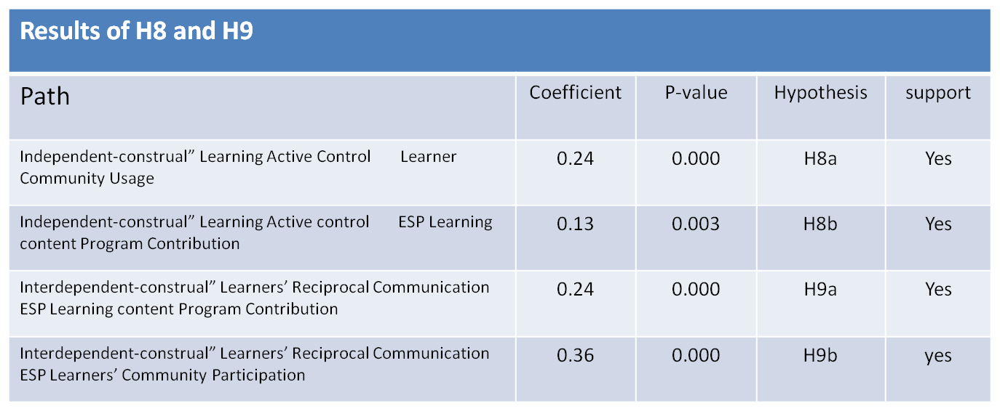 Results of H8 and H9
Path Coefficient P-value Hypothesis support
Independent-construal” Learning Active Control Learner
Community Usage
0.24 0.000 H8a Yes
Independent-construal” Learning Active control ESP Learning
content Program Contribution
0.13 0.003 H8b Yes
Interdependent-construal” Learners’ Reciprocal Communication
ESP Learning content Program Contribution
0.24 0.000 H9a Yes
Interdependent-construal” Learners’ Reciprocal Communication
ESP Learners’ Community Participation
0.36 0.000 H9b yes